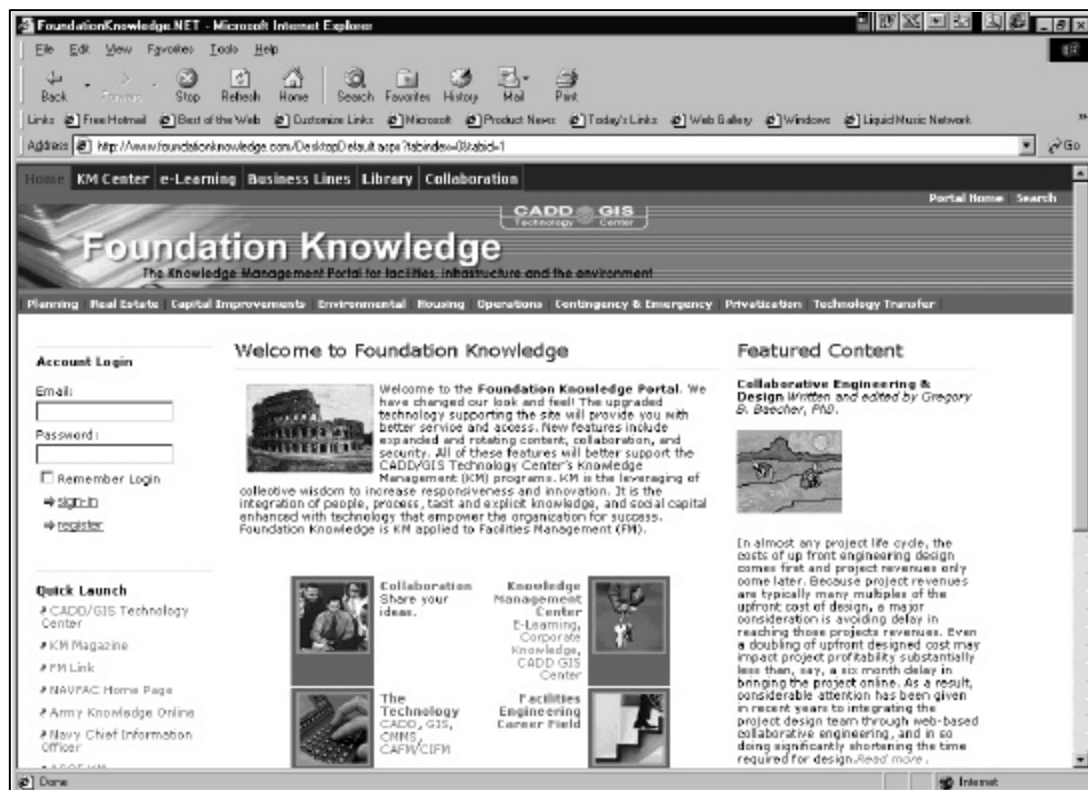 FoundationKnowledge.NET - Microsoft Internet Explorer
File Edit View Favorites Tools Help
Back Forward Stop Refresh Home Search Favorites History Mail Print
Links Free Hotmail Best of the Web Customize Links Microsoft Product News Today's Links Web Gallery Windows Liquid Music Network
Address http://www.foundationknowledge.com/DesktopDefault.aspx?tabindex=0&tabid=1 Go
Home KM Center e-Learning Business Lines Library Collaboration
Portal Home Search
CADD GIS
Technology Center
Foundation Knowledge
The Knowledge Management Portal for facilities, infrastructure and the environment
Planning Real Estate Capital Improvements Environmental Housing Operations Contingency & Emergency Privatization Technology Transfer
Account Login
Email:
Password:
Remember Login
sign-in
register
Quick Launch
CADD/GIS Technology
Center
KM Magazine
FM Link
NAVFAC Home Page
Army Knowledge Online
Navy Chief Information
Officer
Welcome to Foundation Knowledge
Welcome to the Foundation Knowledge Portal. We
have changed our look and feel! The upgraded
technology supporting the site will provide you with
better service and access. New features include
expanded and rotating content, collaboration, and
security. All of these features will better support the
CADD/GIS Technology Center's Knowledge
Management (KM) programs. KM is the leveraging of
collective wisdom to increase responsiveness and innovation. It is the
integration of people, process, tacit and explicit knowledge, and social capital
enhanced with technology that empower the organization for success.
Foundation Knowledge is KM applied to Facilities Management (FM).
Collaboration
Share your
ideas.
Knowledge
Management
Center
E-Learning,
Corporate
Knowledge,
CADD GIS
Center
The
Technology
CADD, GIS,
CMMS,
CAFM/CIFM
Facilities
Engineering
Career Field
Featured Content
Collaborative Engineering &
Design Written and edited by Gregory
B. Baecher, PhD.
In almost any project life cycle, the
costs of up front engineering design
comes first and project revenues only
come later. Because project revenues
are typically many multiples of the
upfront cost of design, a major
consideration is avoiding delay in
reaching those projects revenues. Even
a doubling of upfront designed cost may
impact project profitability substantially
less than, say, a six month delay in
bringing the project online. As a result,
considerable attention has been given
in recent years to integrating the
project design team through web-based
collaborative engineering, and in so
doing significantly shortening the time
required for design.Read more.
Done Internet